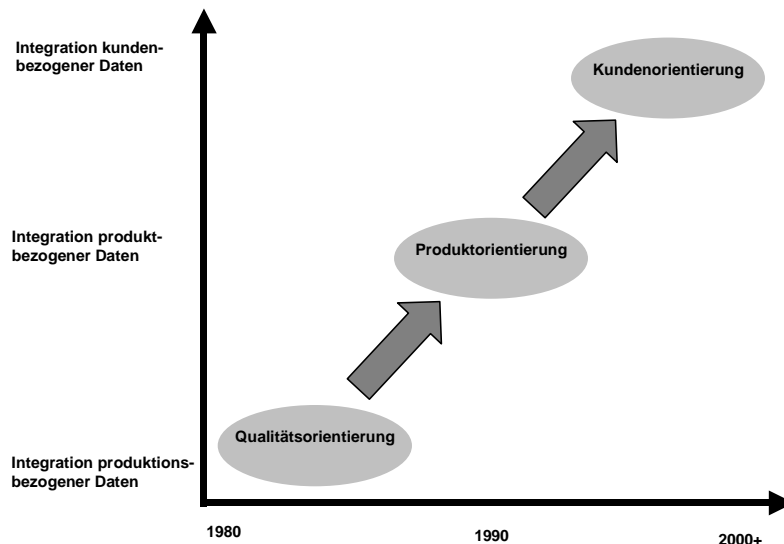 Integration kunden-
bezogener Daten
Kundenorientierung
Integration produkt-
bezogener Daten
Produktorientierung
Qualitätsorientierung
Integration produktions-
bezogener Daten
1980
1990
2000+